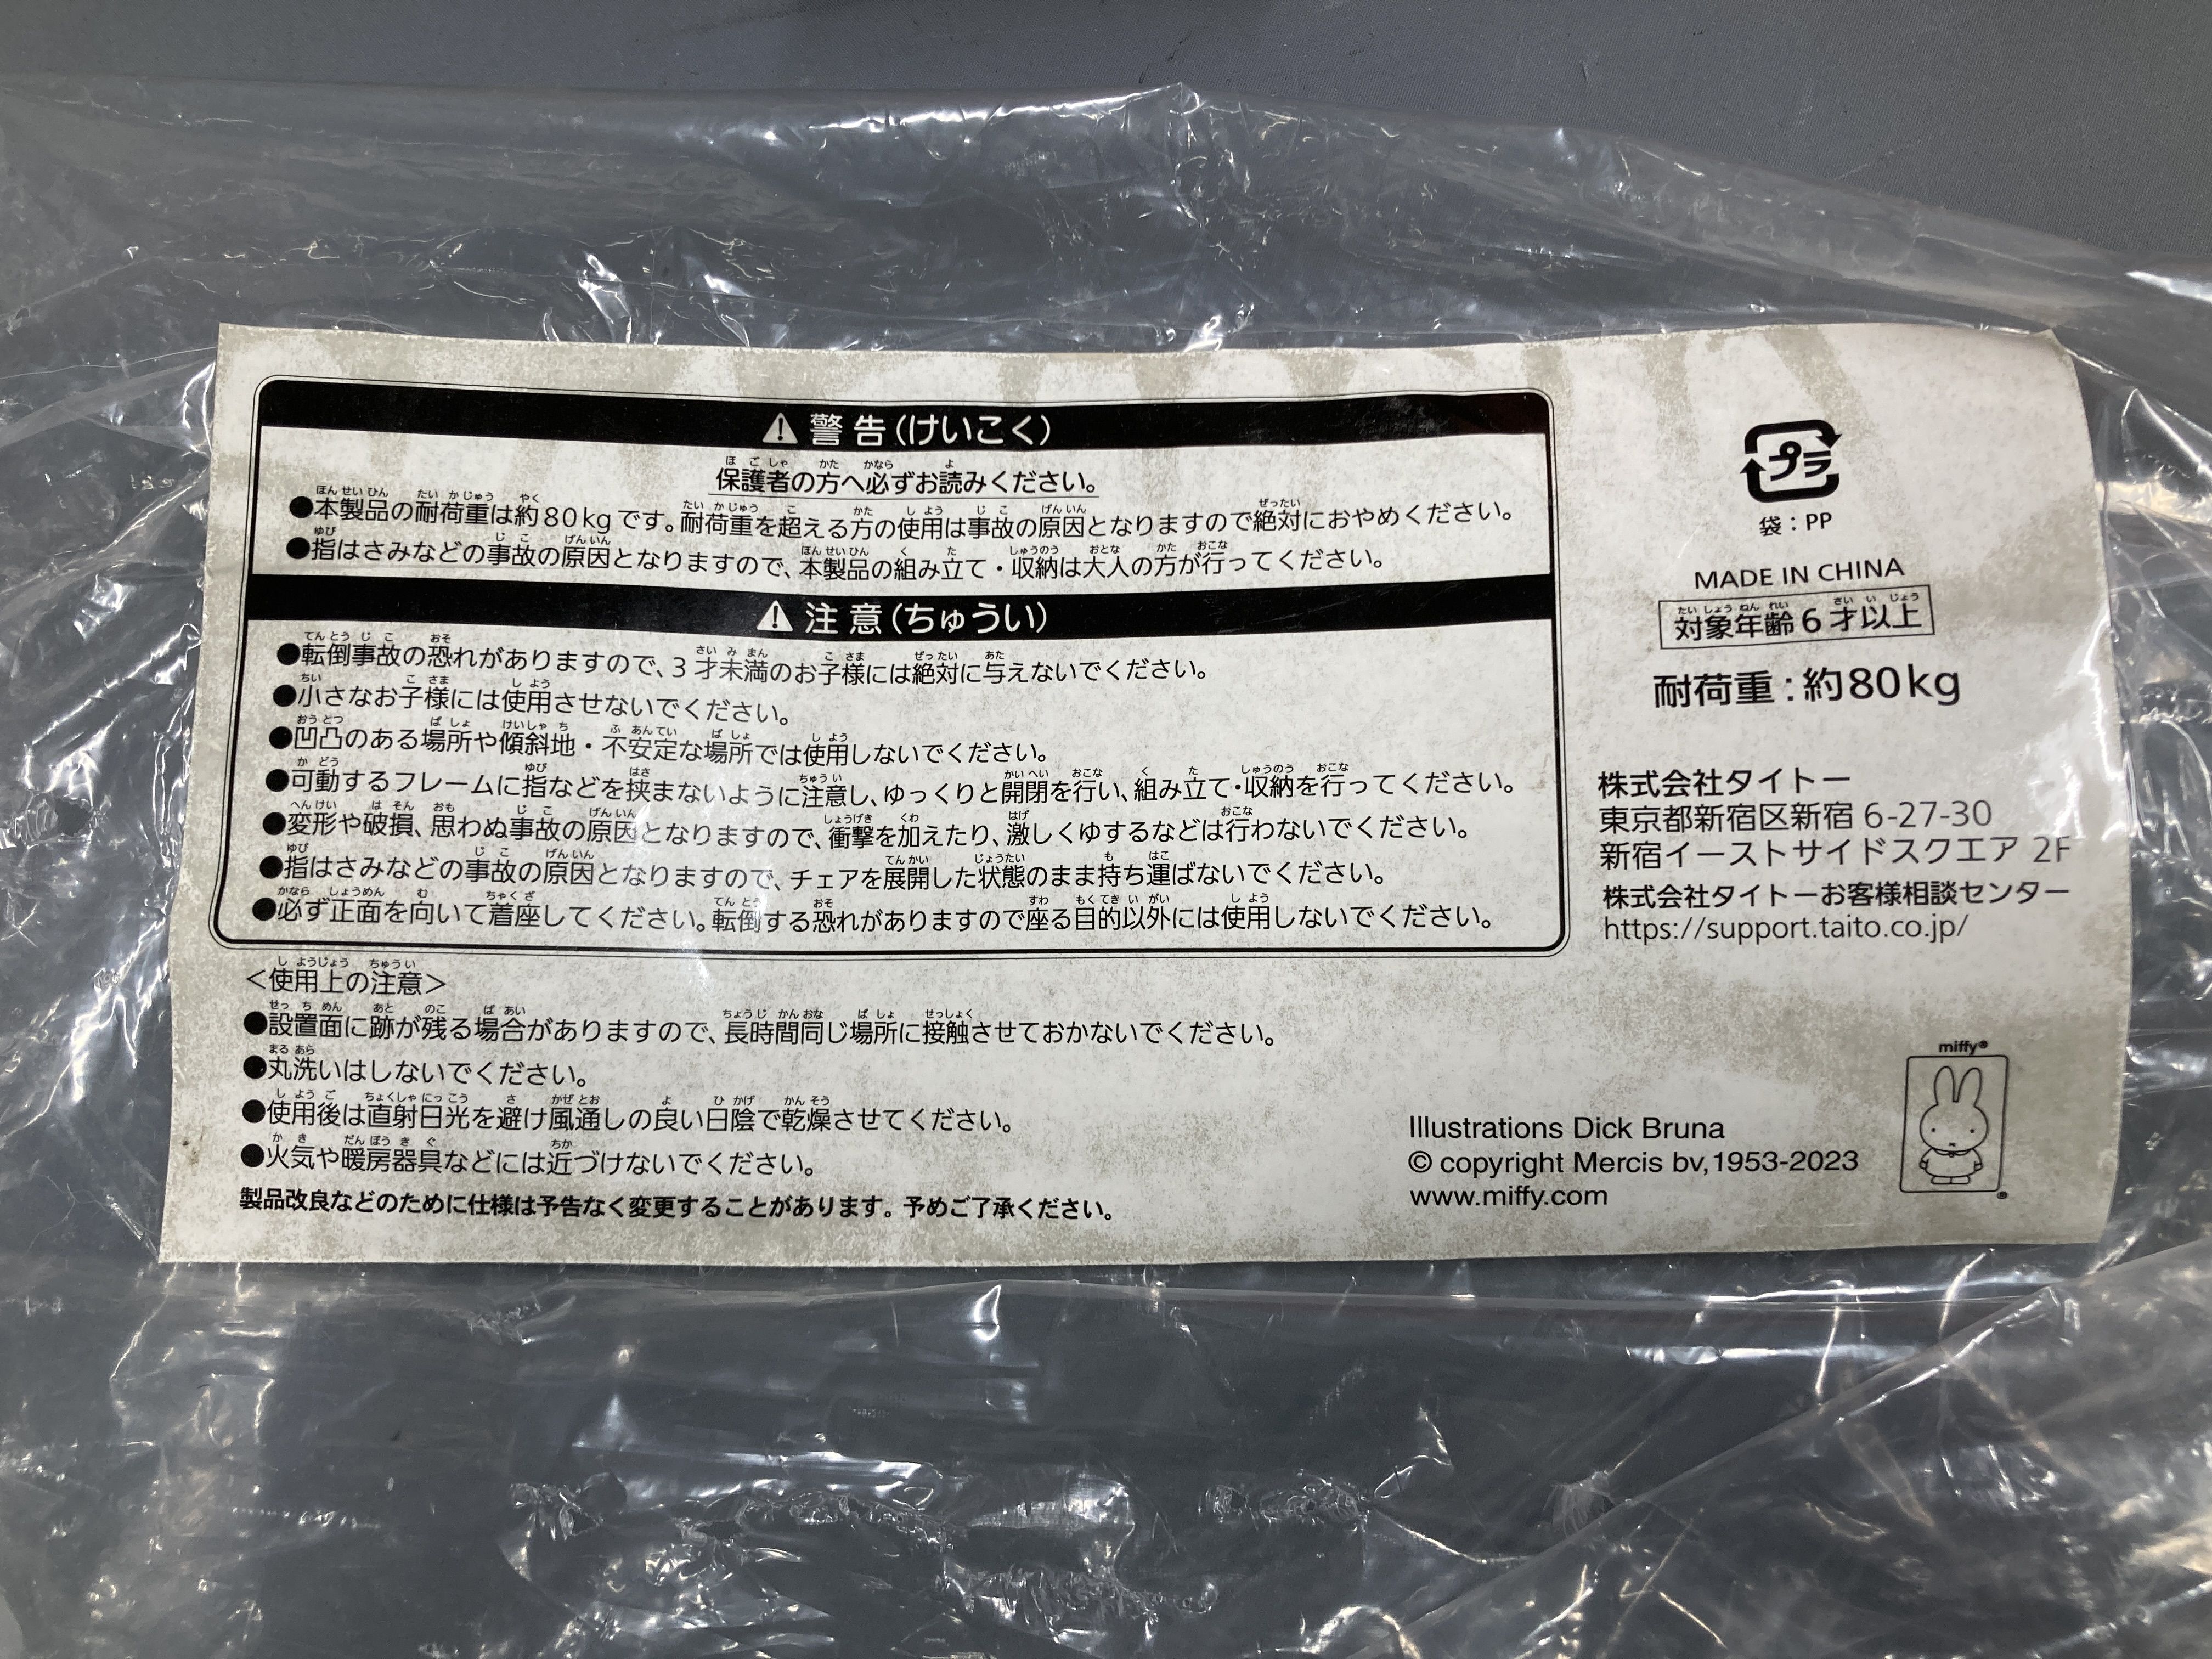 ⚠ 警告(けいこく)
保護者の方へ必ずお読みください。
●本製品の耐荷重は約80kgです。耐荷重を超える方の使用は事故の原因となりますので絶対におやめください。
●指はさみなどの事故の原因となりますので、本製品の組み立て・収納は大人の方が行ってください。
⚠ 注意(ちゅうい)
●転倒事故の恐れがありますので、3才未満のお子様には絶対に与えないでください。
●小さなお子様には使用させないでください。
●凹凸のある場所や傾斜地・不安定な場所では使用しないでください。
●可動するフレームに指などを挟まないように注意し、ゆっくりと開閉を行い、組み立て・収納を行ってください。
●変形や破損、思わぬ事故の原因となりますので、衝撃を加えたり、激しくゆするなどは行わないでください。
●指はさみなどの事故の原因となりますので、チェアを展開した状態のまま持ち運ばないでください。
●必ず正面を向いて着座してください。転倒する恐れがありますので座る目的以外には使用しないでください。
＜使用上の注意＞
●設置面に跡が残る場合がありますので、長時間同じ場所に接触させておかないでください。
●丸洗いはしないでください。
●使用後は直射日光を避け風通しの良い日陰で乾燥させてください。
●火気や暖房器具などには近づけないでください。
製品改良などのために仕様は予告なく変更することがあります。予めご了承ください。
プラ
袋：PP
MADE IN CHINA
対象年齢6才以上
耐荷重：約80kg
株式会社タイトー
東京都新宿区新宿 6-27-30
新宿イーストサイドスクエア 2F
株式会社タイトーお客様相談センター
https://support.taito.co.jp/
Illustrations Dick Bruna
© copyright Mercis bv,1953-2023
www.miffy.com
miffy®
®